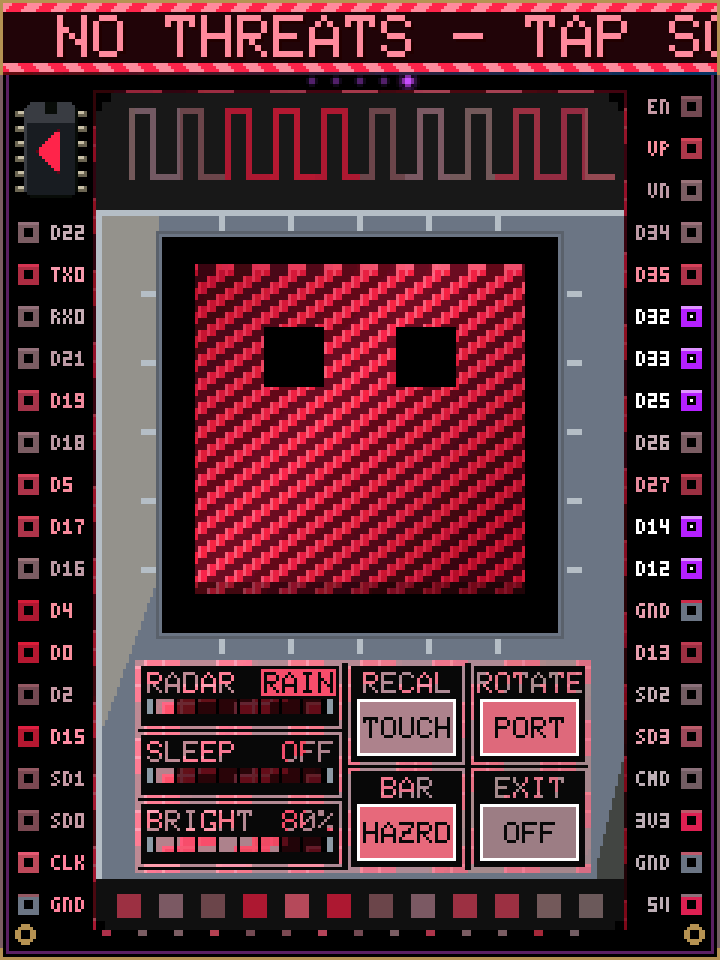 NO THREATS - TAP SC
EN
VP
VN
D22 D34
TX0 D35
RX0 D32
D21 D33
D19 D25
D18 D26
D5 D27
D17 D14
D16 D12
D4 GND
D0 D13
D2 SD2
D15 SD3
SD1 CMD
SD0 3V3
CLK GND
GND 5V
RADAR RAIN
SLEEP OFF
BRIGHT 80%
RECAL
TOUCH
ROTATE
PORT
BAR
HAZRD
EXIT
OFF